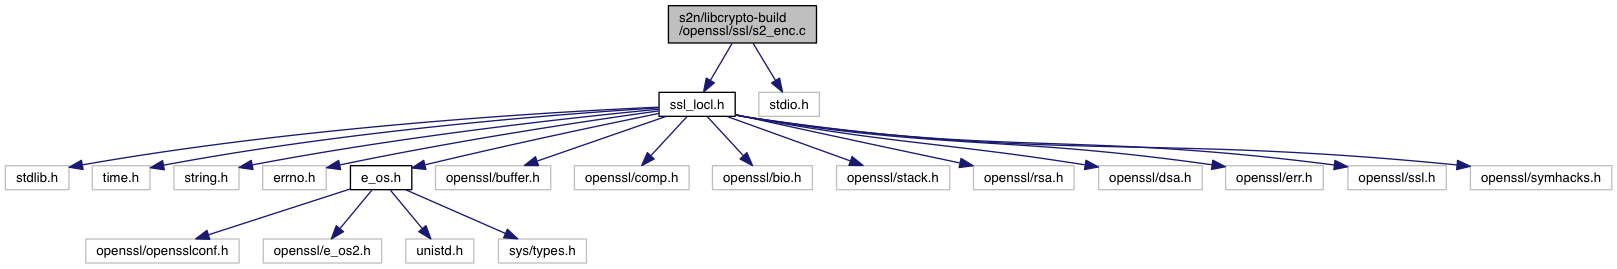 s2n/libcrypto-build
/openssl/ssl/s2_enc.c
ssl_locl.h
stdio.h
stdlib.h
time.h
string.h
errno.h
e_os.h
openssl/buffer.h
openssl/comp.h
openssl/bio.h
openssl/stack.h
openssl/rsa.h
openssl/dsa.h
openssl/err.h
openssl/ssl.h
openssl/symhacks.h
openssl/opensslconf.h
openssl/e_os2.h
unistd.h
sys/types.h